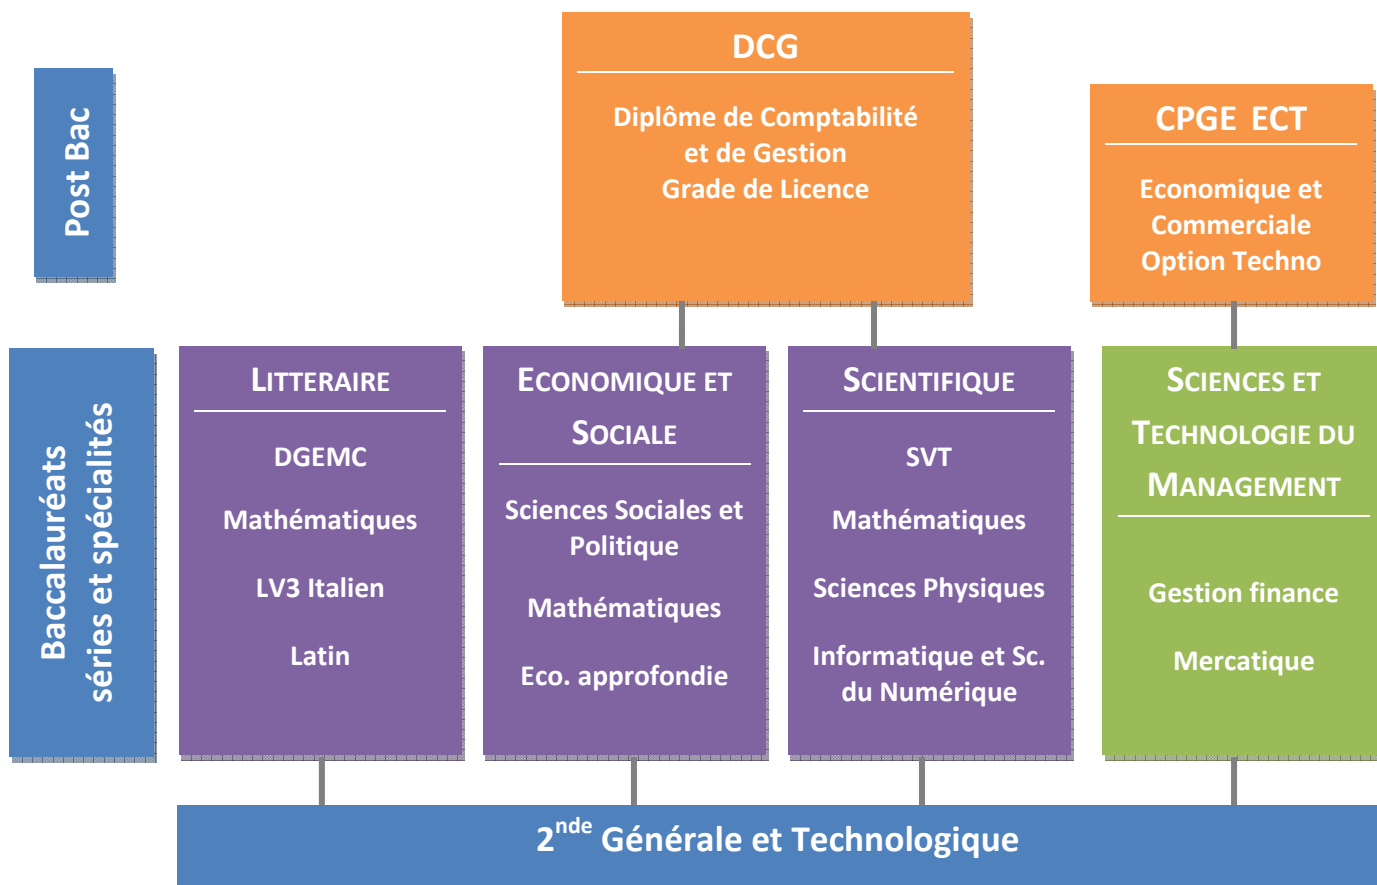 DCG
Diplôme de Comptabilité
et de Gestion
Grade de Licence
CPGE ECT
Economique et
Commerciale
Option Techno
Post Bac
LITTERAIRE
DGEMC
Mathématiques
LV3 Italien
Latin
ECONOMIQUE ET
SOCIALE
Sciences Sociales et
Politique
Mathématiques
Eco. approfondie
SCIENTIFIQUE
SVT
Mathématiques
Sciences Physiques
Informatique et Sc.
du Numérique
SCIENCES ET
TECHNOLOGIE DU
MANAGEMENT
Gestion finance
Mercatique
Baccalauréats
séries et spécialités
2nde Générale et Technologique